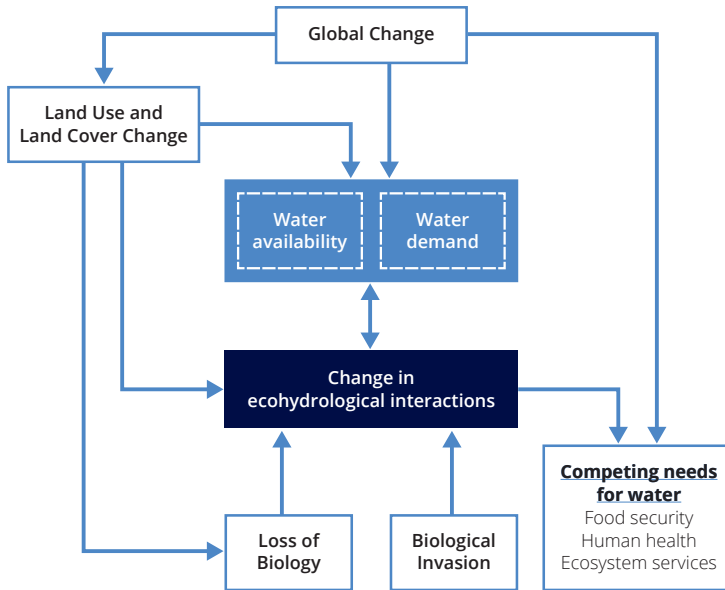 Global Change
Land Use and
Land Cover Change
Water
availability
Water
demand
Change in
ecohydrological interactions
Loss of
Biology
Biological
Invasion
Competing needs
for water
Food security
Human health
Ecosystem services